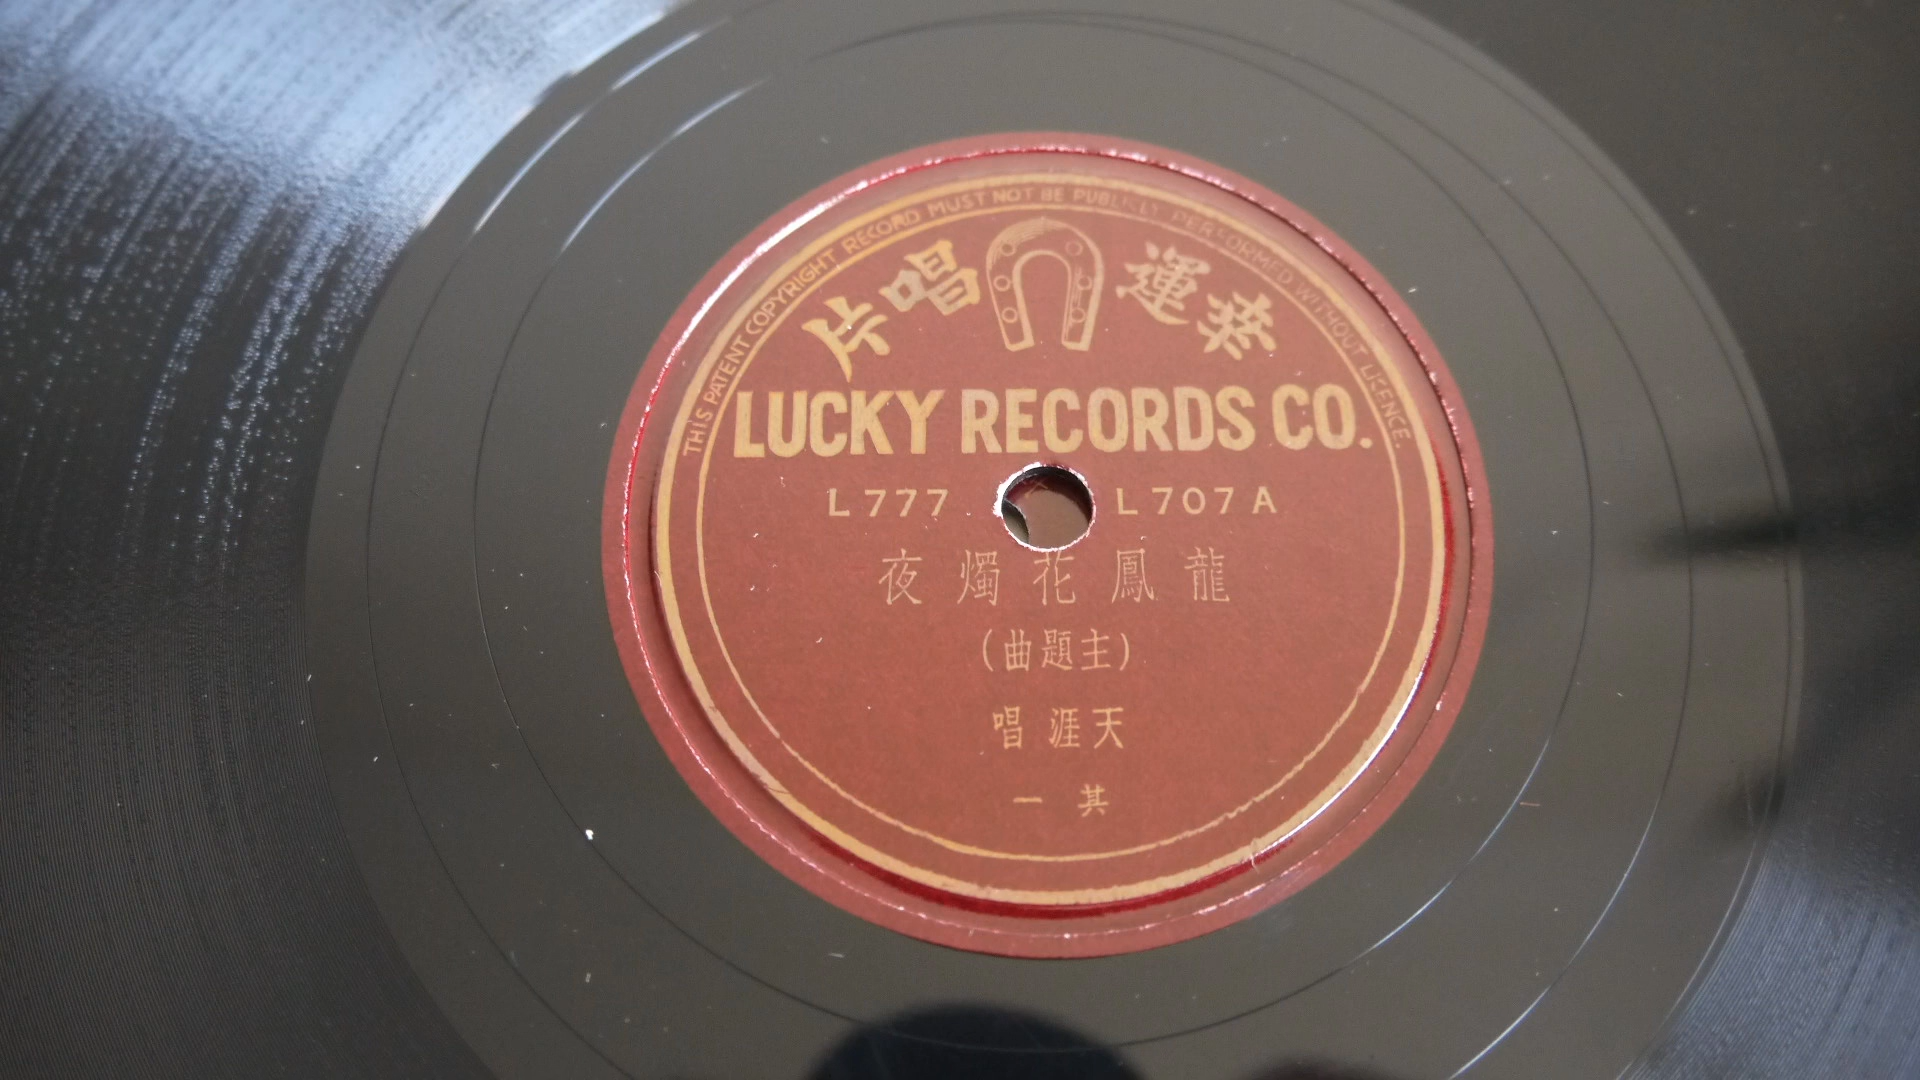 THIS PATENT COPYRIGHT RECORD MUST NOT BE PUBLICLY PERFORMED WITHOUT LICENCE.
幸運唱片
LUCKY RECORDS CO.
L777 L707A
龍鳳花燭夜
(主題曲)
天涯唱
其一